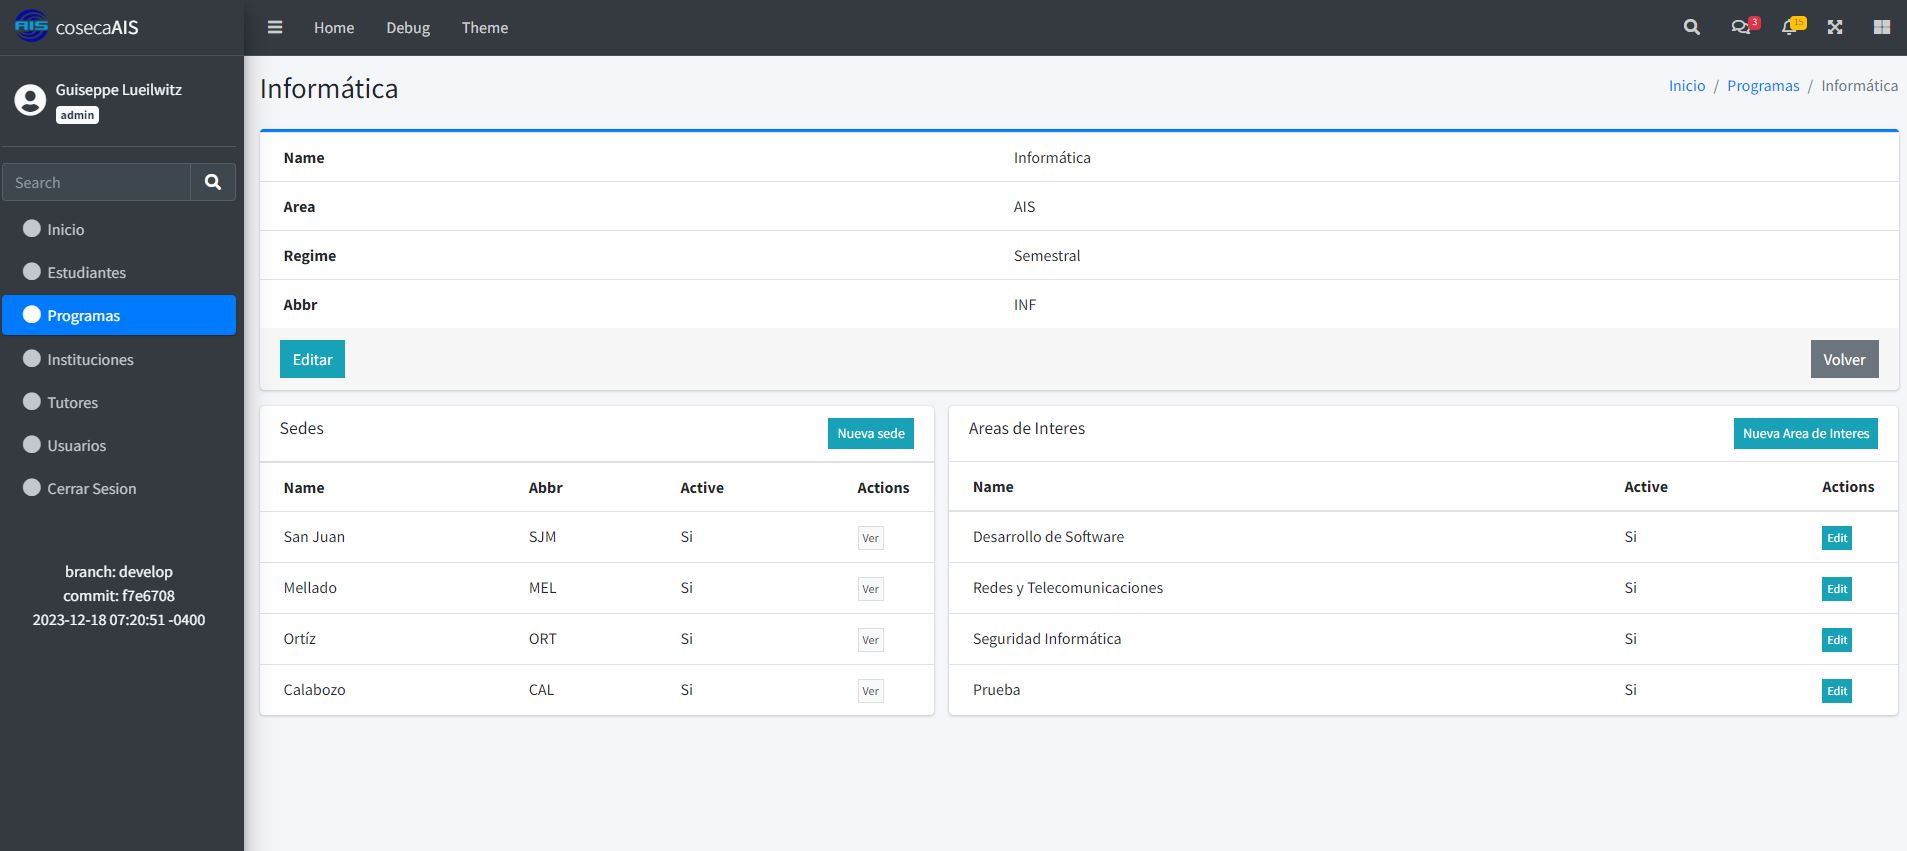 AIS cosecaAIS
Home Debug Theme
3 15
Guiseppe Lueilwitz
admin
Search
Inicio
Estudiantes
Programas
Instituciones
Tutores
Usuarios
Cerrar Sesion
branch: develop
commit: f7e6708
2023-12-18 07:20:51 -0400
Informática
Inicio / Programas / Informática
Name Informática
Area AIS
Regime Semestral
Abbr INF
Editar Volver
Sedes Nueva sede
Name Abbr Active Actions
San Juan SJM Si Ver
Mellado MEL Si Ver
Ortíz ORT Si Ver
Calabozo CAL Si Ver
Areas de Interes Nueva Area de Interes
Name Active Actions
Desarrollo de Software Si Edit
Redes y Telecomunicaciones Si Edit
Seguridad Informática Si Edit
Prueba Si Edit